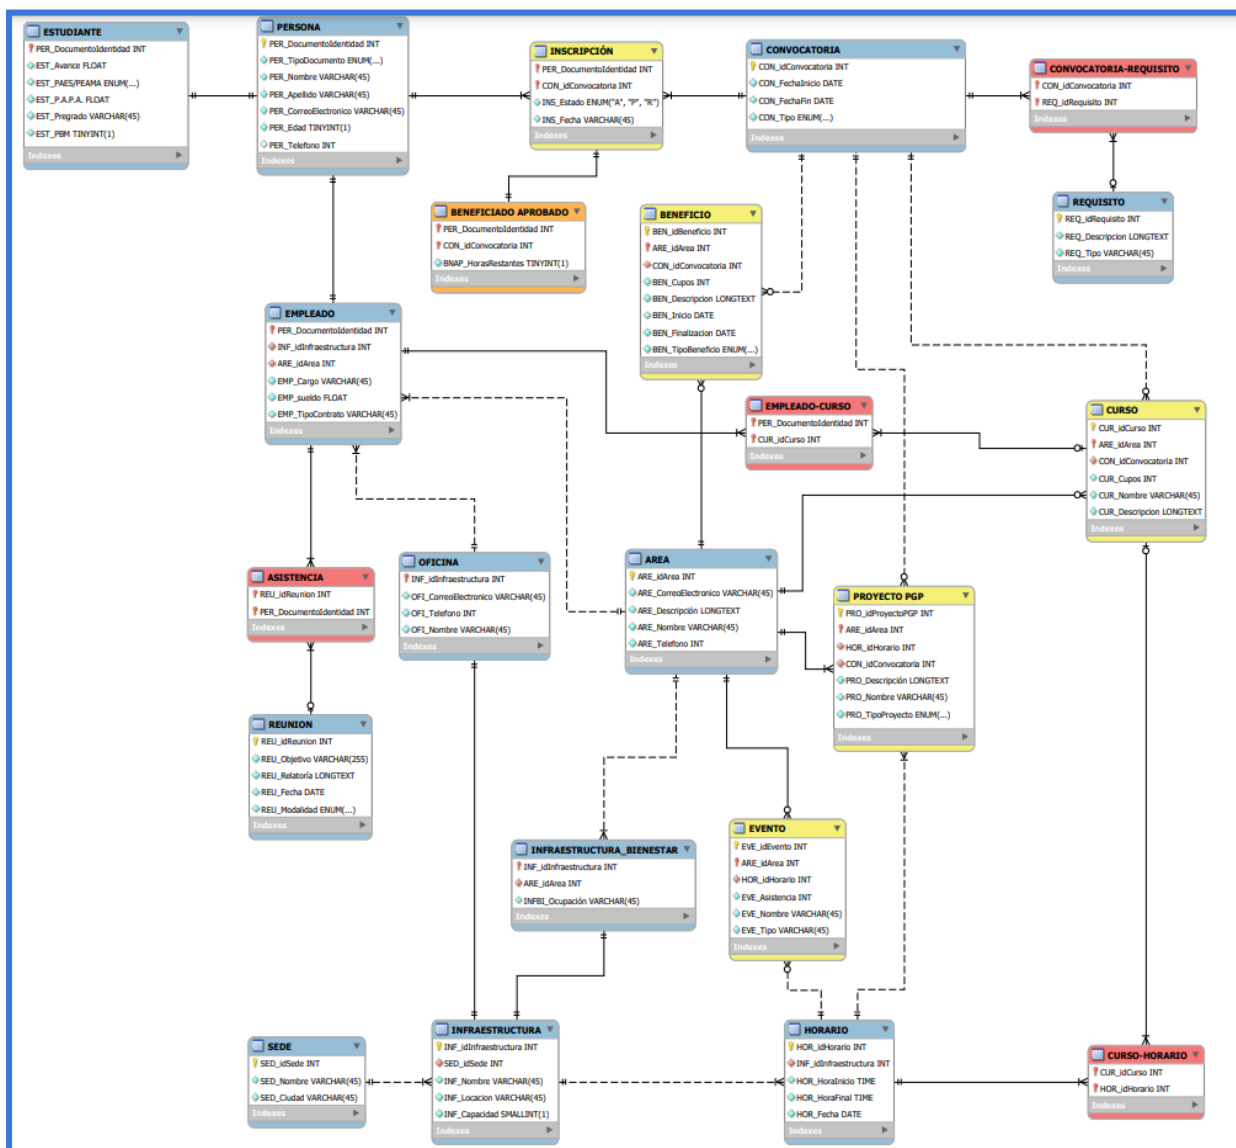 ESTUDIANTE
PER_DocumentoIdentidad INT
EST_Avance FLOAT
EST_PAES/PEAMA ENUM(...)
EST_P.A.P.A. FLOAT
EST_Pregrado VARCHAR(45)
EST_PBM TINYINT(1)
Indexes
PERSONA
PER_DocumentoIdentidad INT
PER_TipoDocumento ENUM(...)
PER_Nombre VARCHAR(45)
PER_Apellido VARCHAR(45)
PER_CorreoElectronico VARCHAR(45)
PER_Edad TINYINT(1)
PER_Telefono INT
Indexes
INSCRIPCIÓN
PER_DocumentoIdentidad INT
CON_idConvocatoria INT
INS_Estado ENUM("A", "P", "R")
INS_Fecha VARCHAR(45)
Indexes
CONVOCATORIA
CON_idConvocatoria INT
CON_FechaInicio DATE
CON_FechaFin DATE
CON_Tipo ENUM(...)
Indexes
CONVOCATORIA-REQUISITO
CON_idConvocatoria INT
REQ_idRequisito INT
Indexes
BENEFICIADO APROBADO
PER_DocumentoIdentidad INT
CON_idConvocatoria INT
BNAP_HorasRestantes TINYINT(1)
Indexes
BENEFICIO
BEN_idBeneficio INT
ARE_idArea INT
CON_idConvocatoria INT
BEN_Cupos INT
BEN_Descripcion LONGTEXT
BEN_Inicio DATE
BEN_Finalizacion DATE
BEN_TipoBeneficio ENUM(...)
Indexes
REQUISITO
REQ_idRequisito INT
REQ_Descripcion LONGTEXT
REQ_Tipo VARCHAR(45)
Indexes
EMPLEADO
PER_DocumentoIdentidad INT
INF_idInfraestructura INT
ARE_idArea INT
EMP_Cargo VARCHAR(45)
EMP_sueldo FLOAT
EMP_TipoContrato VARCHAR(45)
Indexes
EMPLEADO-CURSO
PER_DocumentoIdentidad INT
CUR_idCurso INT
Indexes
CURSO
CUR_idCurso INT
ARE_idArea INT
CON_idConvocatoria INT
CUR_Cupos INT
CUR_Nombre VARCHAR(45)
CUR_Descripcion LONGTEXT
Indexes
ASISTENCIA
REU_idReunion INT
PER_DocumentoIdentidad INT
Indexes
OFICINA
INF_idInfraestructura INT
OFI_CorreoElectronico VARCHAR(45)
OFI_Telefono INT
OFI_Nombre VARCHAR(45)
Indexes
AREA
ARE_idArea INT
ARE_CorreoElectronico VARCHAR(45)
ARE_Descripción LONGTEXT
ARE_Nombre VARCHAR(45)
ARE_Telefono INT
Indexes
PROYECTO PGP
PRO_idProyectoPGP INT
ARE_idArea INT
HOR_idHorario INT
CON_idConvocatoria INT
PRO_Descripción LONGTEXT
PRO_Nombre VARCHAR(45)
PRO_TipoProyecto ENUM(...)
Indexes
REUNION
REU_idReunion INT
REU_Objetivo VARCHAR(255)
REU_Relatoría LONGTEXT
REU_Fecha DATE
REU_Modalidad ENUM(...)
Indexes
INFRAESTRUCTURA_BIENESTAR
INF_idInfraestructura INT
ARE_idArea INT
INFBI_Ocupación VARCHAR(45)
Indexes
EVENTO
EVE_idEvento INT
ARE_idArea INT
HOR_idHorario INT
EVE_Asistencia INT
EVE_Nombre VARCHAR(45)
EVE_Tipo VARCHAR(45)
Indexes
SEDE
SED_idSede INT
SED_Nombre VARCHAR(45)
SED_Ciudad VARCHAR(45)
Indexes
INFRAESTRUCTURA
INF_idInfraestructura INT
SED_idSede INT
INF_Nombre VARCHAR(45)
INF_Locacion VARCHAR(45)
INF_Capacidad SMALLINT(1)
Indexes
HORARIO
HOR_idHorario INT
INF_idInfraestructura INT
HOR_HoraInicio TIME
HOR_HoraFinal TIME
HOR_Fecha DATE
Indexes
CURSO-HORARIO
CUR_idCurso INT
HOR_idHorario INT
Indexes